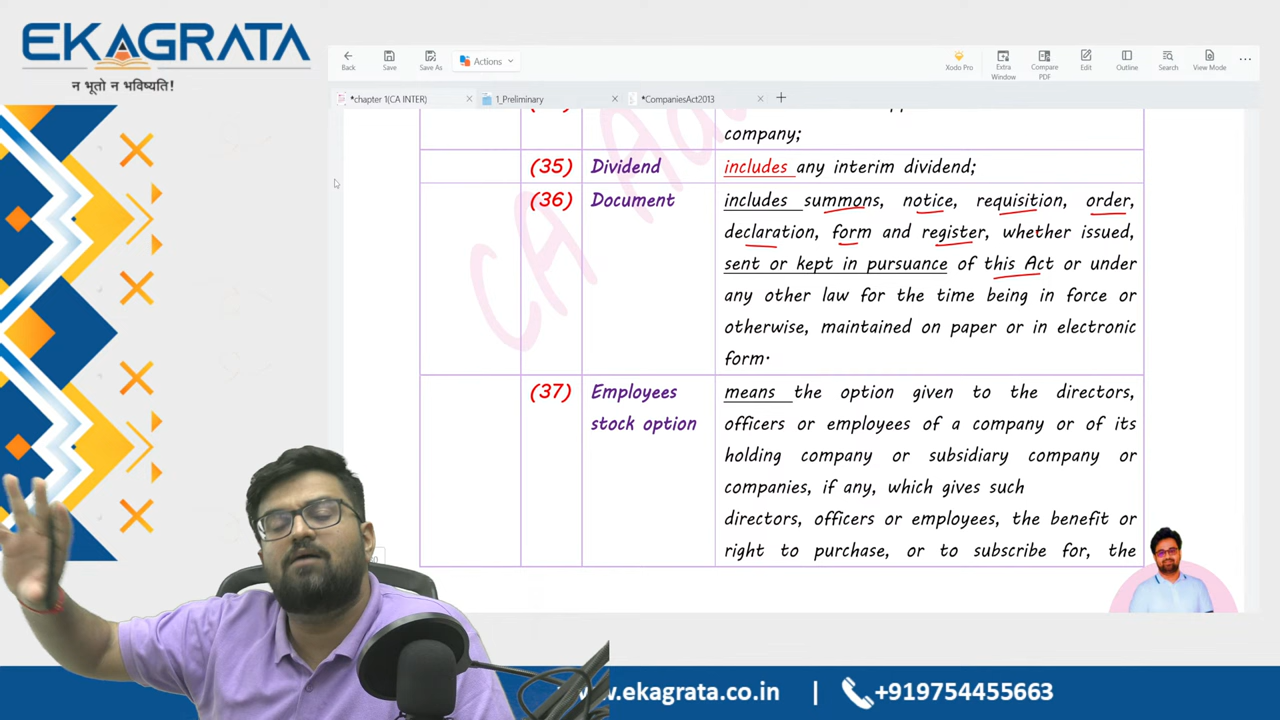 EKAGRATA
न भूतो न भविष्यति!
Back
Save
Save As
Actions
Xodo Pro
Extra Window
Compare PDF
Edit
Outline
Search
View Mode
*chapter 1(CA INTER)
1_Preliminary
*CompaniesAct2013
company;
(35) Dividend includes any interim dividend;
(36) Document includes summons, notice, requisition, order,
declaration, form and register, whether issued,
sent or kept in pursuance of this Act or under
any other law for the time being in force or
otherwise, maintained on paper or in electronic
form.
(37) Employees means the option given to the directors,
stock option officers or employees of a company or of its
holding company or subsidiary company or
companies, if any, which gives such
directors, officers or employees, the benefit or
right to purchase, or to subscribe for, the
CA
.ekagrata.co.in | +919754455663